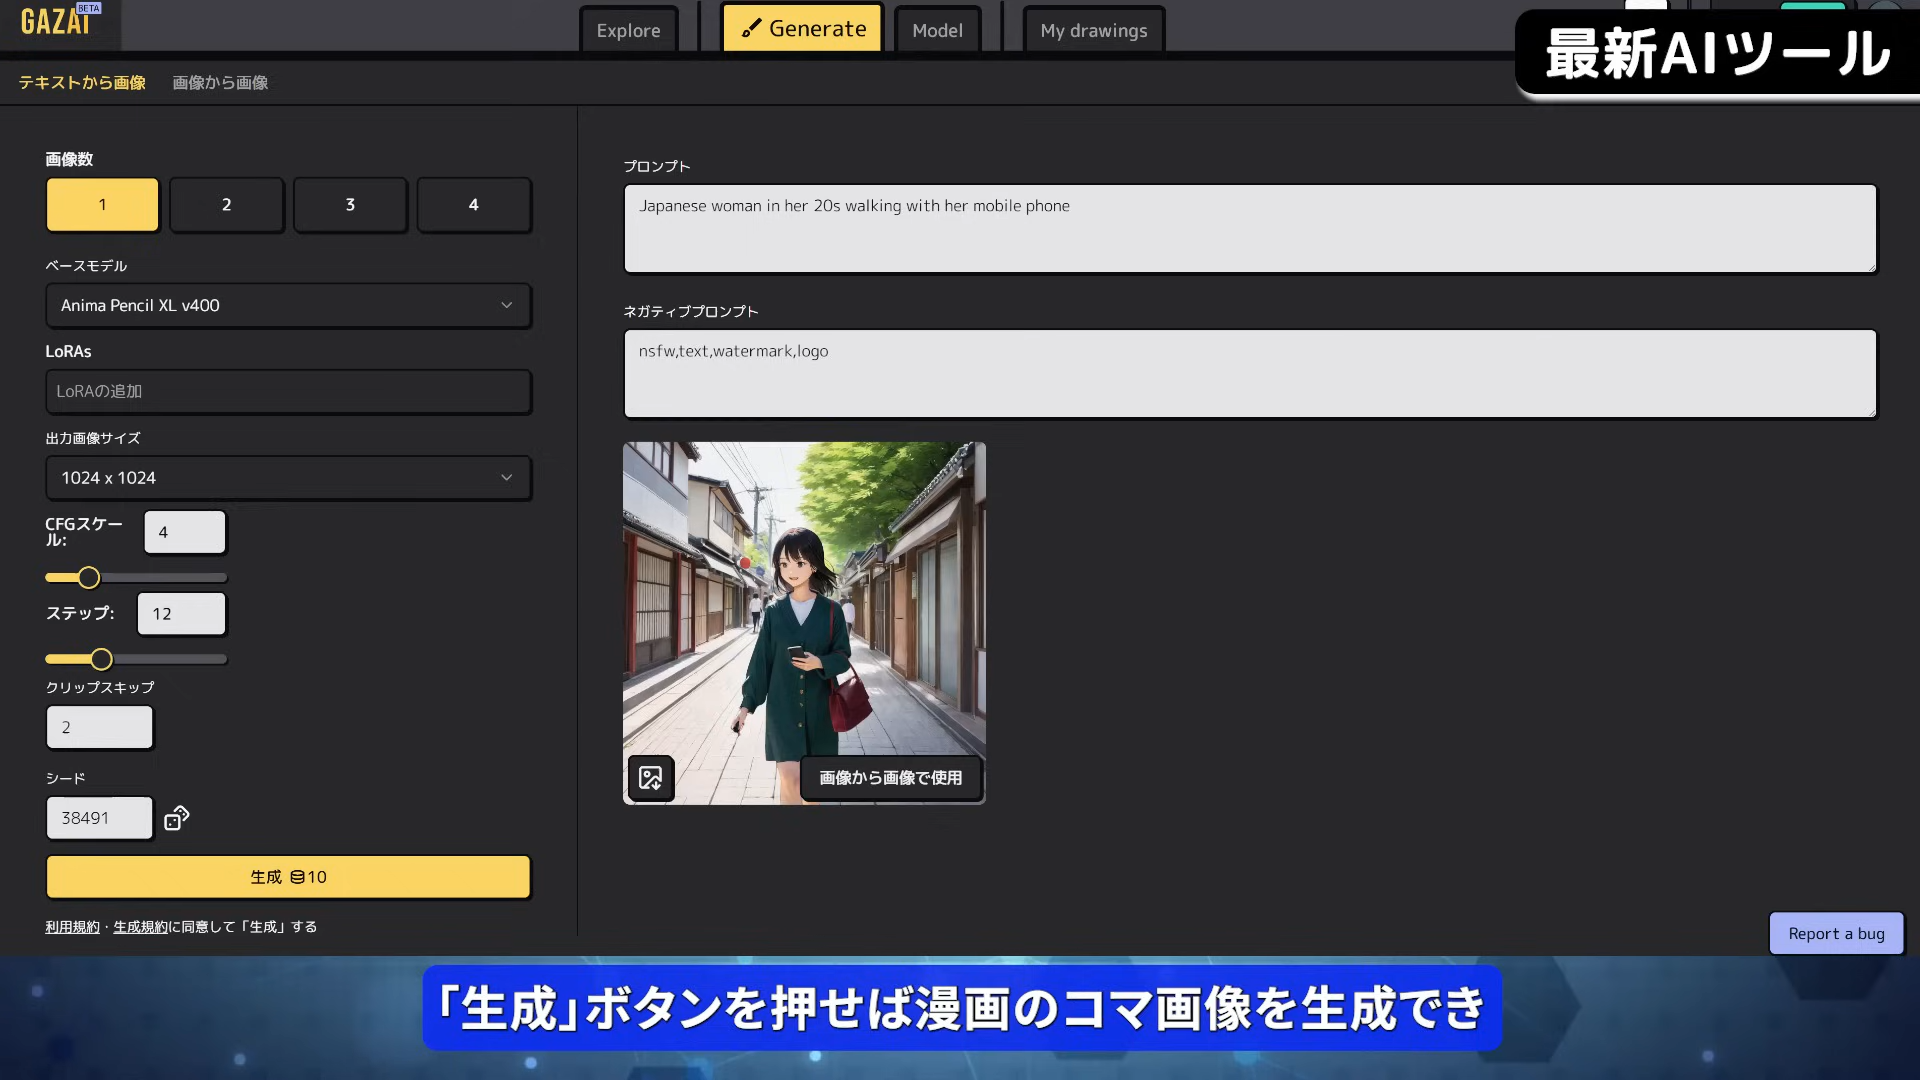 GAZAI
BETA
Explore
Generate
Model
My drawings
最新AIツール
テキストから画像
画像から画像
画像数
1
2
3
4
ベースモデル
Anima Pencil XL v400
LoRAs
LoRAの追加
出力画像サイズ
1024 x 1024
CFGスケー
ル:
4
ステップ:
12
クリップスキップ
2
シード
38491
生成 10
利用規約・生成規約に同意して「生成」する
プロンプト
Japanese woman in her 20s walking with her mobile phone
ネガティブプロンプト
nsfw,text,watermark,logo
画像から画像で使用
Report a bug
「生成」ボタンを押せば漫画のコマ画像を生成でき